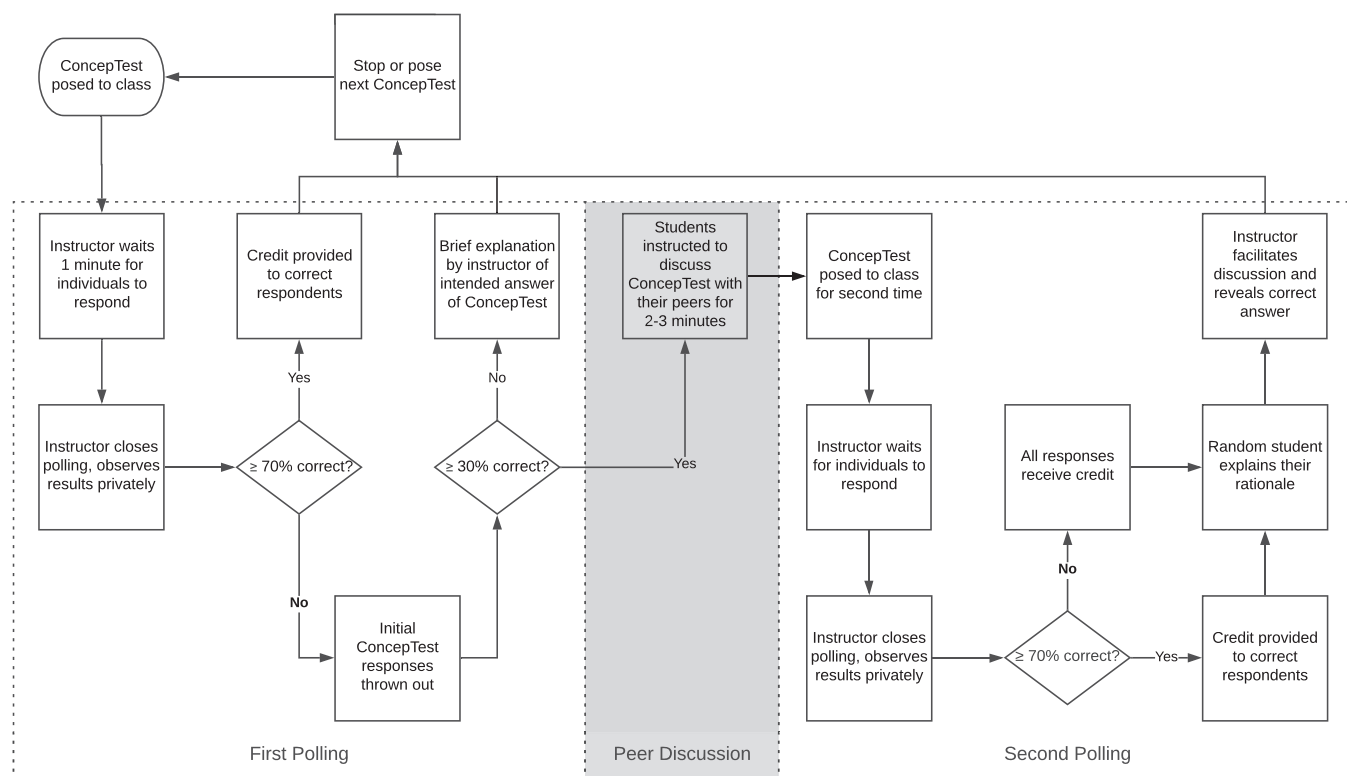 ConcepTest
posed to class
Stop or pose
next ConcepTest
Instructor waits
1 minute for
individuals to
respond
Credit provided
to correct
respondents
Brief explanation
by instructor of
intended answer
of ConcepTest
Students
instructed to
discuss
ConcepTest with
their peers for
2-3 minutes
ConcepTest
posed to class
for second time
Instructor
facilitates
discussion and
reveals correct
answer
Yes
No
Instructor closes
polling, observes
results privately
≥ 70% correct?
≥ 30% correct?
Yes
Instructor waits
for individuals to
respond
All responses
receive credit
Random student
explains their
rationale
No
No
Initial
ConcepTest
responses
thrown out
Instructor closes
polling, observes
results privately
≥ 70% correct?
Yes
Credit provided
to correct
respondents
First Polling
Peer Discussion
Second Polling